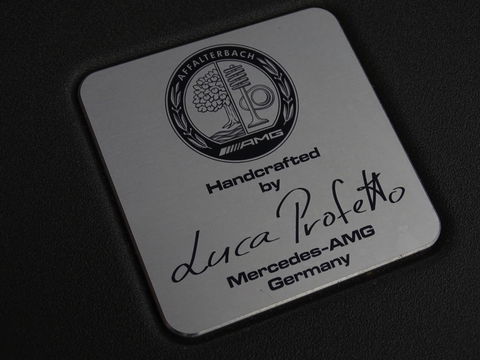 AFFALTERBACH
AMG
Handcrafted
by
Luca Profetto
Mercedes-AMG
Germany